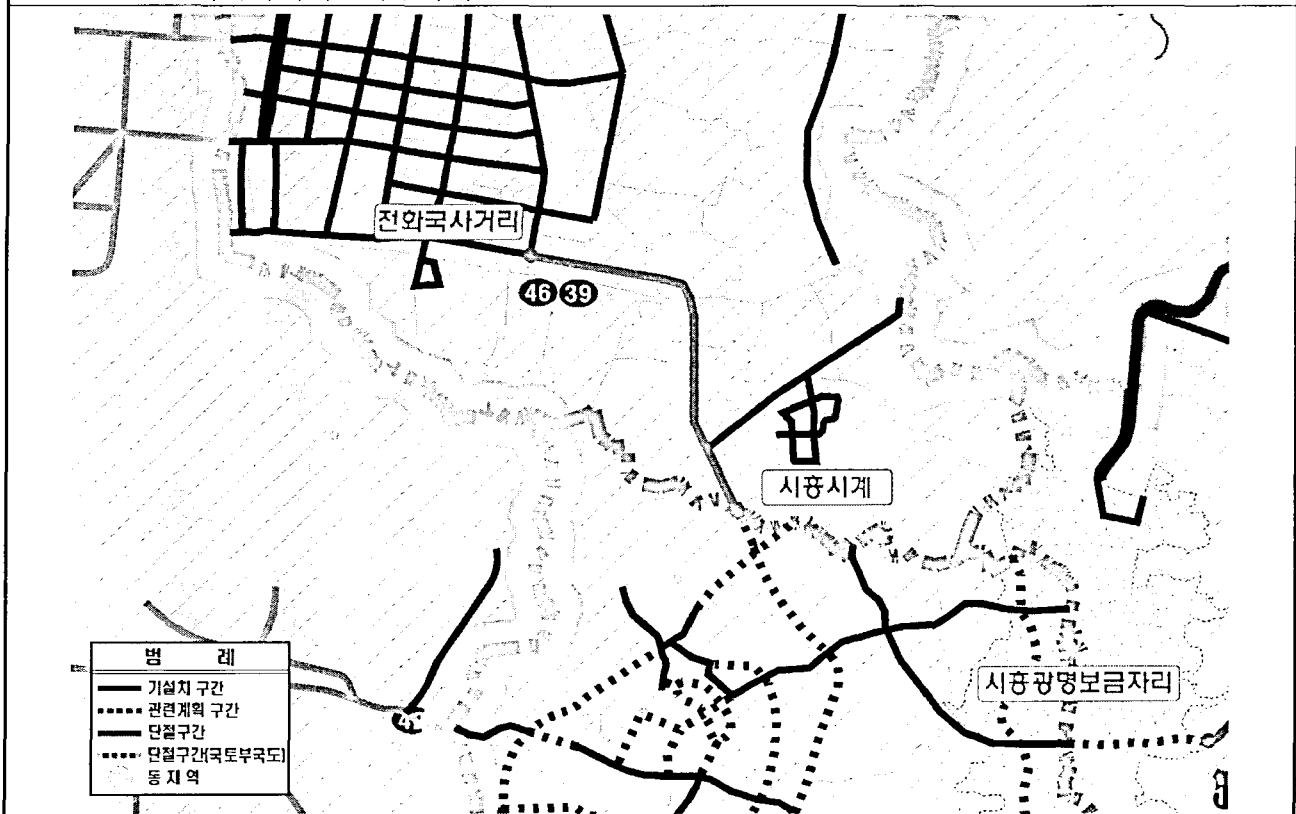 전화국사거리
46 39
시흥시계
시흥광명보금자리
범 례
기설치 구간
관련계획 구간
단절구간
단절구간(국토부국도)
동 지 역